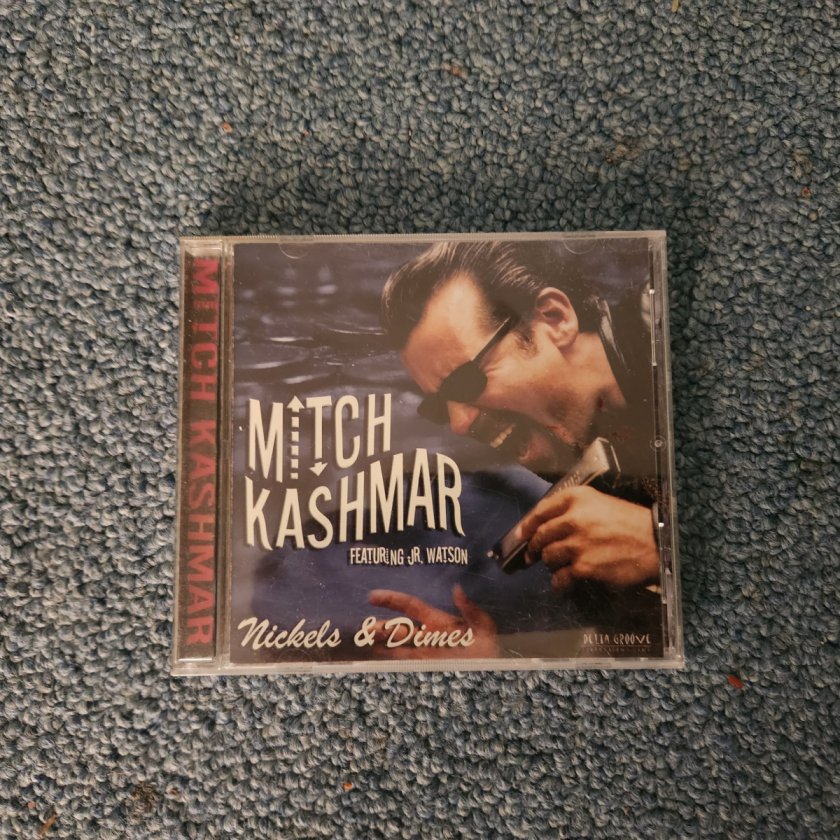 MITCH KASHMAR
MITCH
KASHMAR
FEATURING JR. WATSON
Nickels & Dimes
DELTA GROOVE